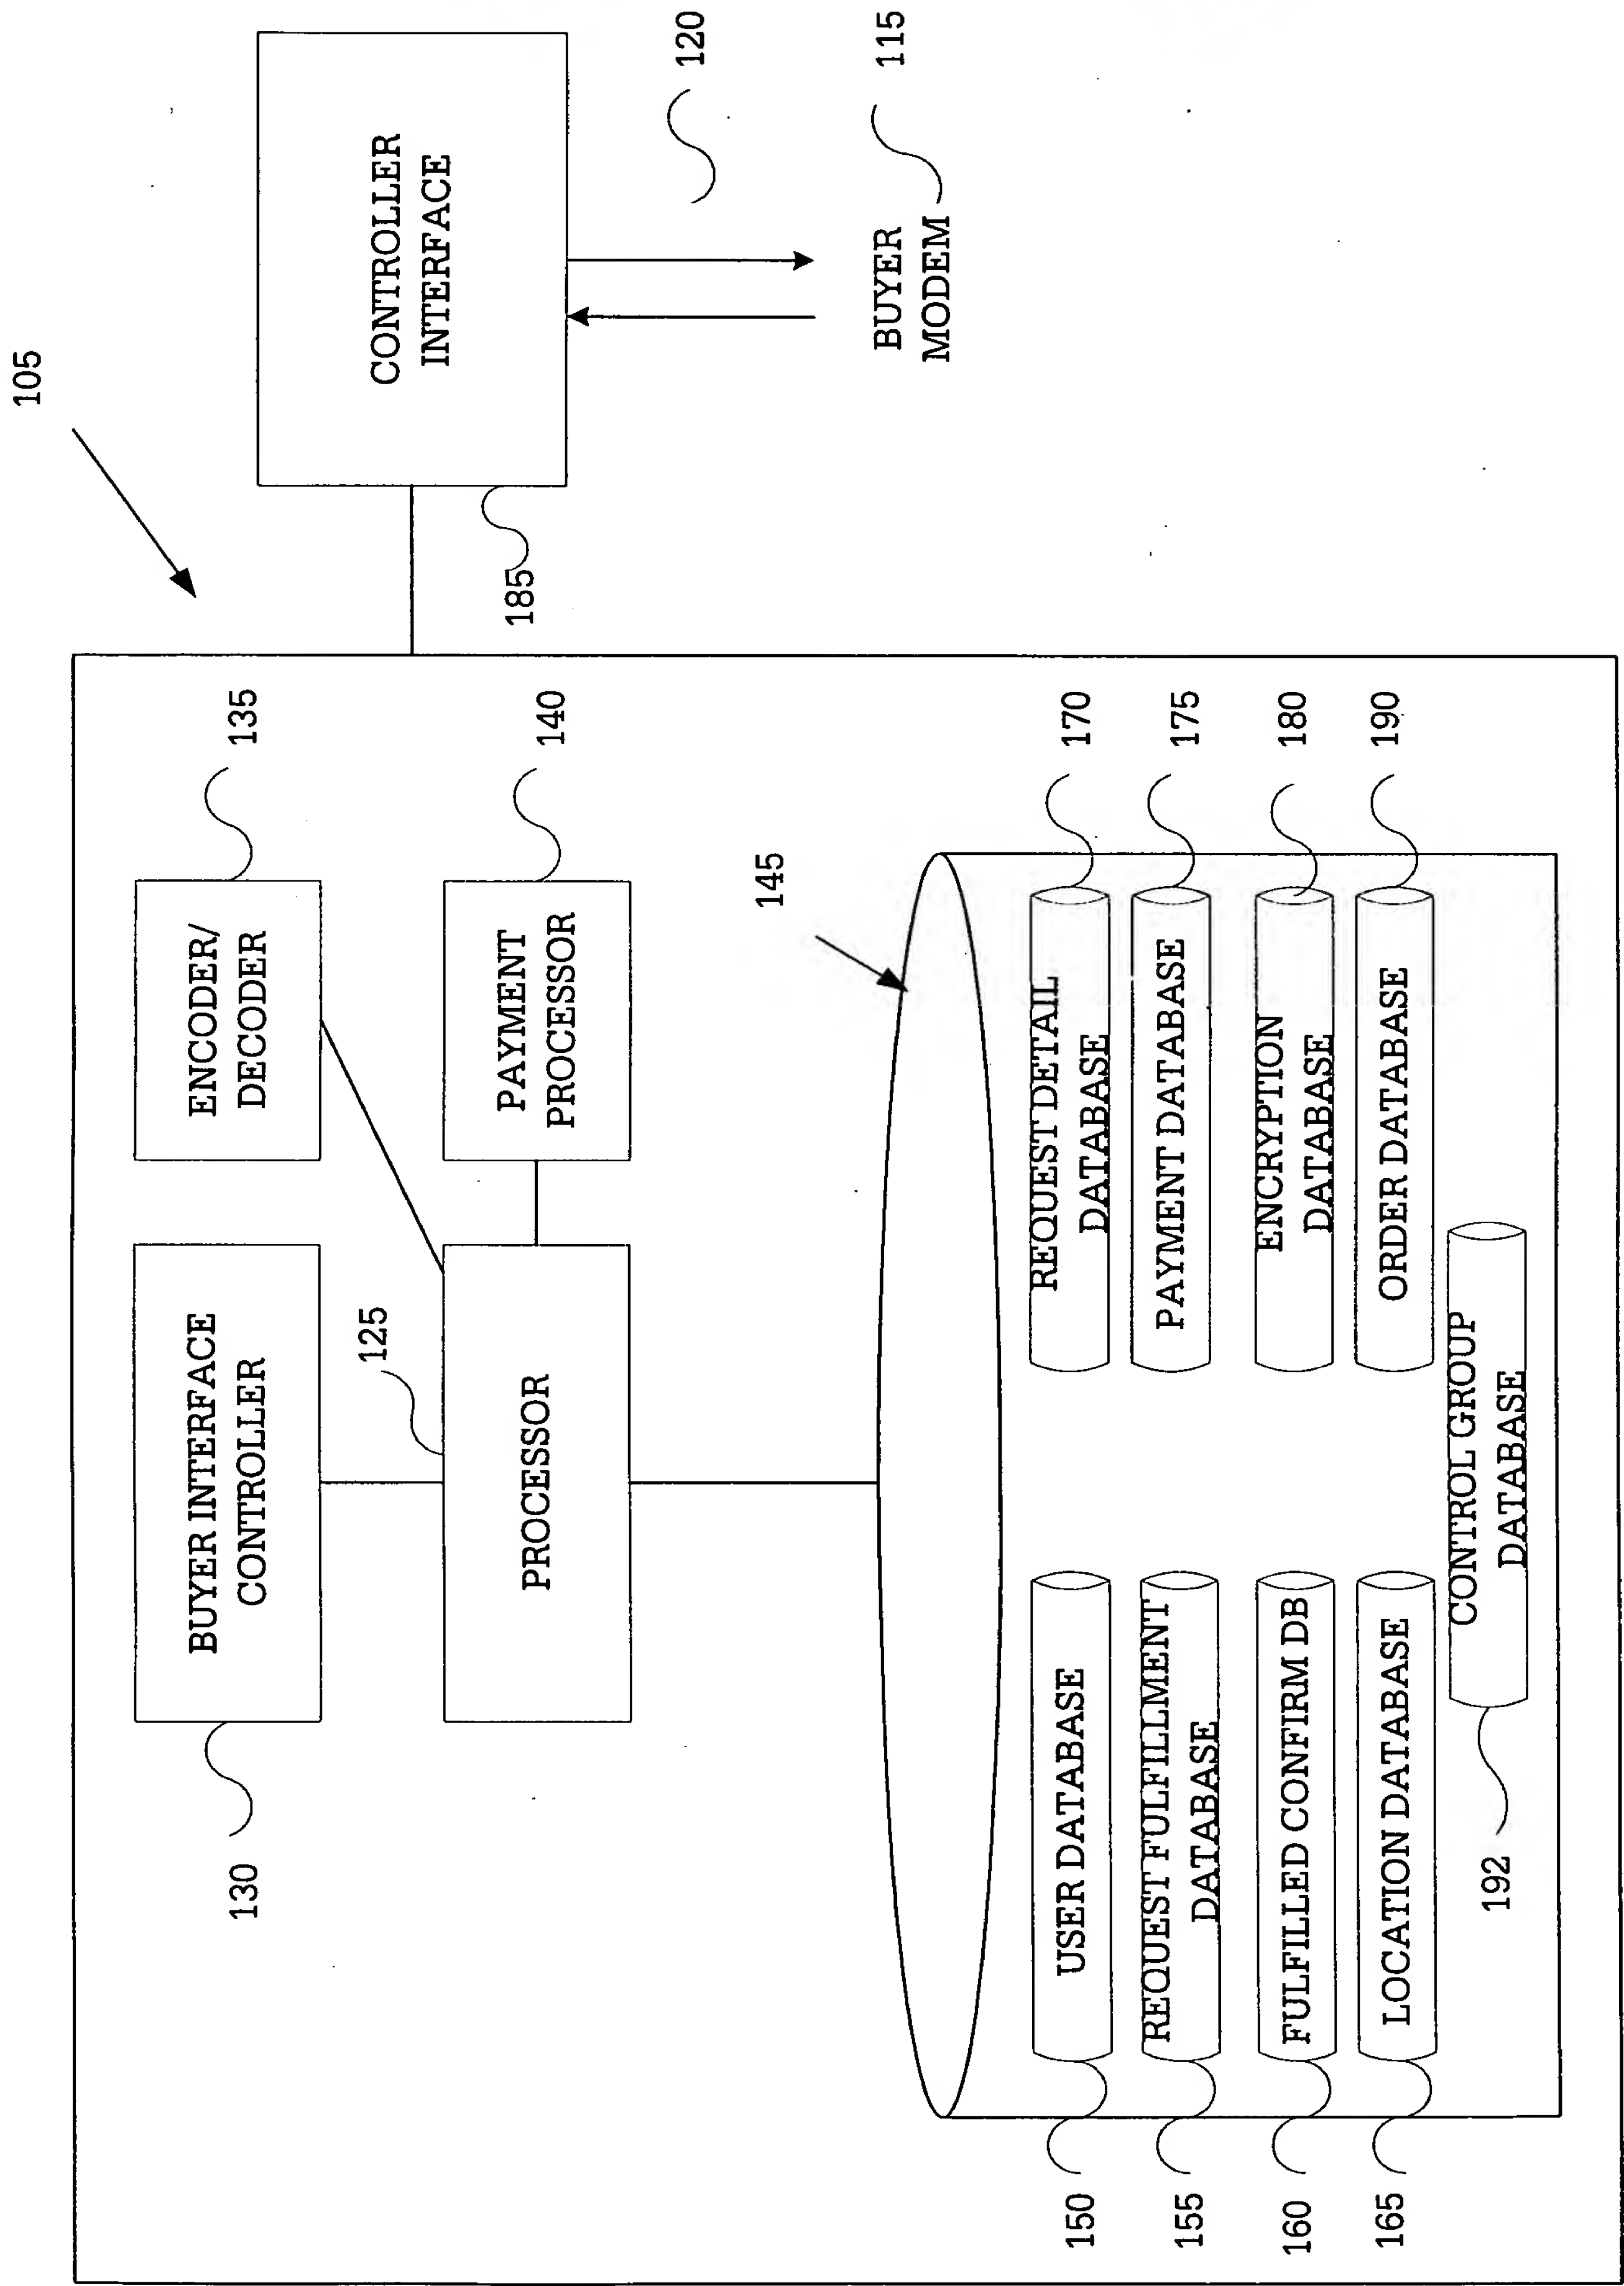 105
BUYER INTERFACE
CONTROLLER
130
ENCODER/
DECODER
135
CONTROLLER
INTERFACE
185
120
BUYER
MODEM
115
125
PROCESSOR
PAYMENT
PROCESSOR
140
145
150
USER DATABASE
REQUEST DETAIL
DATABASE
170
155
REQUEST FULFILLMENT
DATABASE
PAYMENT DATABASE
175
160
FULFILLED CONFIRM DB
ENCRYPTION
DATABASE
180
165
LOCATION DATABASE
ORDER DATABASE
190
192
CONTROL GROUP
DATABASE